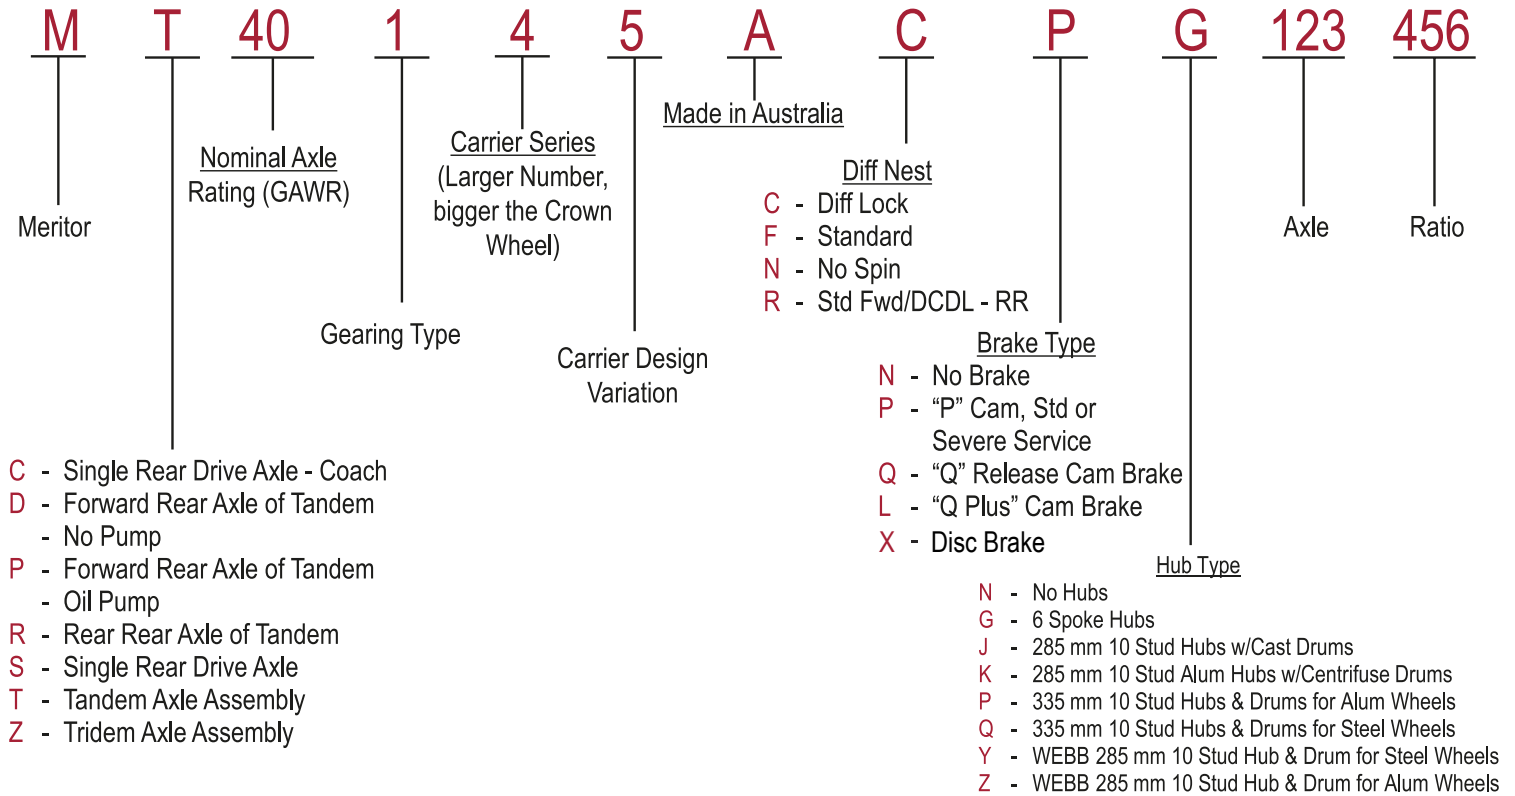 M T 40 1 4 5 A C P G 123 456
Meritor
Nominal Axle
Rating (GAWR)
Gearing Type
Carrier Series
(Larger Number,
bigger the Crown
Wheel)
Carrier Design
Variation
Made in Australia
Diff Nest
C - Diff Lock
F - Standard
N - No Spin
R - Std Fwd/DCDL - RR
Axle
Ratio
Brake Type
N - No Brake
P - “P” Cam, Std or
Severe Service
Q - “Q” Release Cam Brake
L - “Q Plus” Cam Brake
X - Disc Brake
C - Single Rear Drive Axle - Coach
D - Forward Rear Axle of Tandem
- No Pump
P - Forward Rear Axle of Tandem
- Oil Pump
R - Rear Rear Axle of Tandem
S - Single Rear Drive Axle
T - Tandem Axle Assembly
Z - Tridem Axle Assembly
Hub Type
N - No Hubs
G - 6 Spoke Hubs
J - 285 mm 10 Stud Hubs w/Cast Drums
K - 285 mm 10 Stud Alum Hubs w/Centrifuse Drums
P - 335 mm 10 Stud Hubs & Drums for Alum Wheels
Q - 335 mm 10 Stud Hubs & Drums for Steel Wheels
Y - WEBB 285 mm 10 Stud Hub & Drum for Steel Wheels
Z - WEBB 285 mm 10 Stud Hub & Drum for Alum Wheels